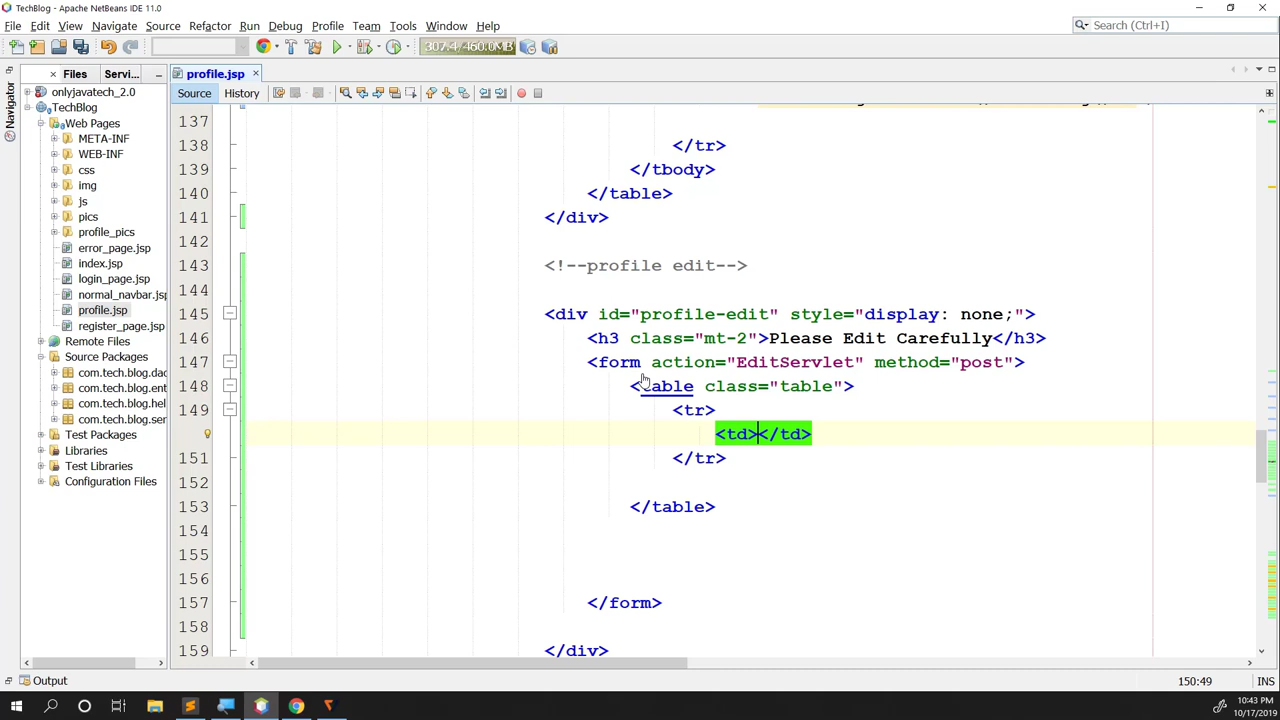 TechBlog - Apache NetBeans IDE 11.0
File Edit View Navigate Source Refactor Run Debug Profile Team Tools Window Help
Search (Ctrl+I)
307.4/460.0MB
Files Servi...
profile.jsp
Navigator
Source History
onlyjavatech_2.0
TechBlog
Web Pages
META-INF
WEB-INF
css
img
js
pics
profile_pics
error_page.jsp
index.jsp
login_page.jsp
normal_navbar.jsp
profile.jsp
register_page.jsp
Remote Files
Source Packages
com.tech.blog.dao
com.tech.blog.ent
com.tech.blog.hel
com.tech.blog.ser
Test Packages
Libraries
Test Libraries
Configuration Files
137
138 </tr>
139 </tbody>
140 </table>
141 </div>
142
143 <!--profile edit-->
144
145 <div id="profile-edit" style="display: none;">
146 <h3 class="mt-2">Please Edit Carefully</h3>
147 <form action="EditServlet" method="post">
148 <table class="table">
149 <tr>
<td></td>
151 </tr>
152
153 </table>
154
155
156
157 </form>
158
159 </div>
Output
150:49 INS
10:43 PM
10/17/2019